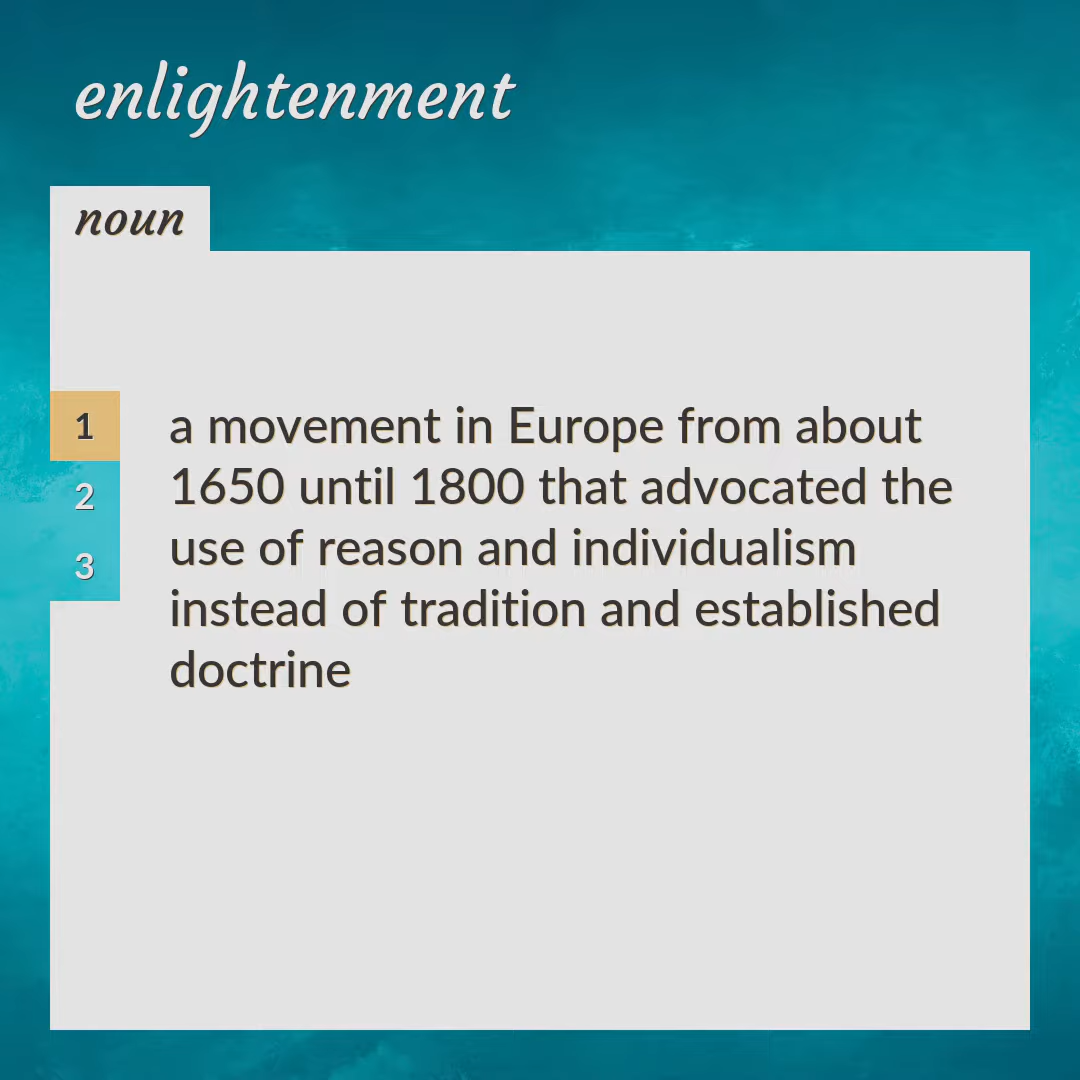 enlightenment
noun
1
2
3
a movement in Europe from about
1650 until 1800 that advocated the
use of reason and individualism
instead of tradition and established
doctrine